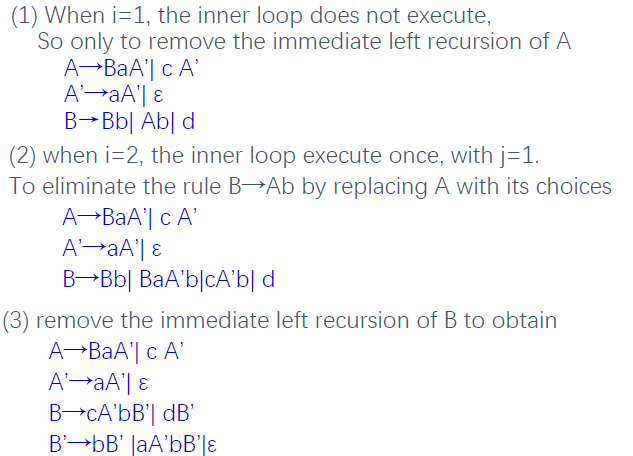 (1) When i=1, the inner loop does not execute,
So only to remove the immediate left recursion of A
A→BaA’| c A’
A’→aA’| ε
B→Bb| Ab| d
(2) when i=2, the inner loop execute once, with j=1.
To eliminate the rule B→Ab by replacing A with its choices
A→BaA’| c A’
A’→aA’| ε
B→Bb| BaA’b|cA’b| d
(3) remove the immediate left recursion of B to obtain
A→BaA’| c A’
A’→aA’| ε
B→cA’bB’| dB’
B’→bB’ |aA’bB’|ε